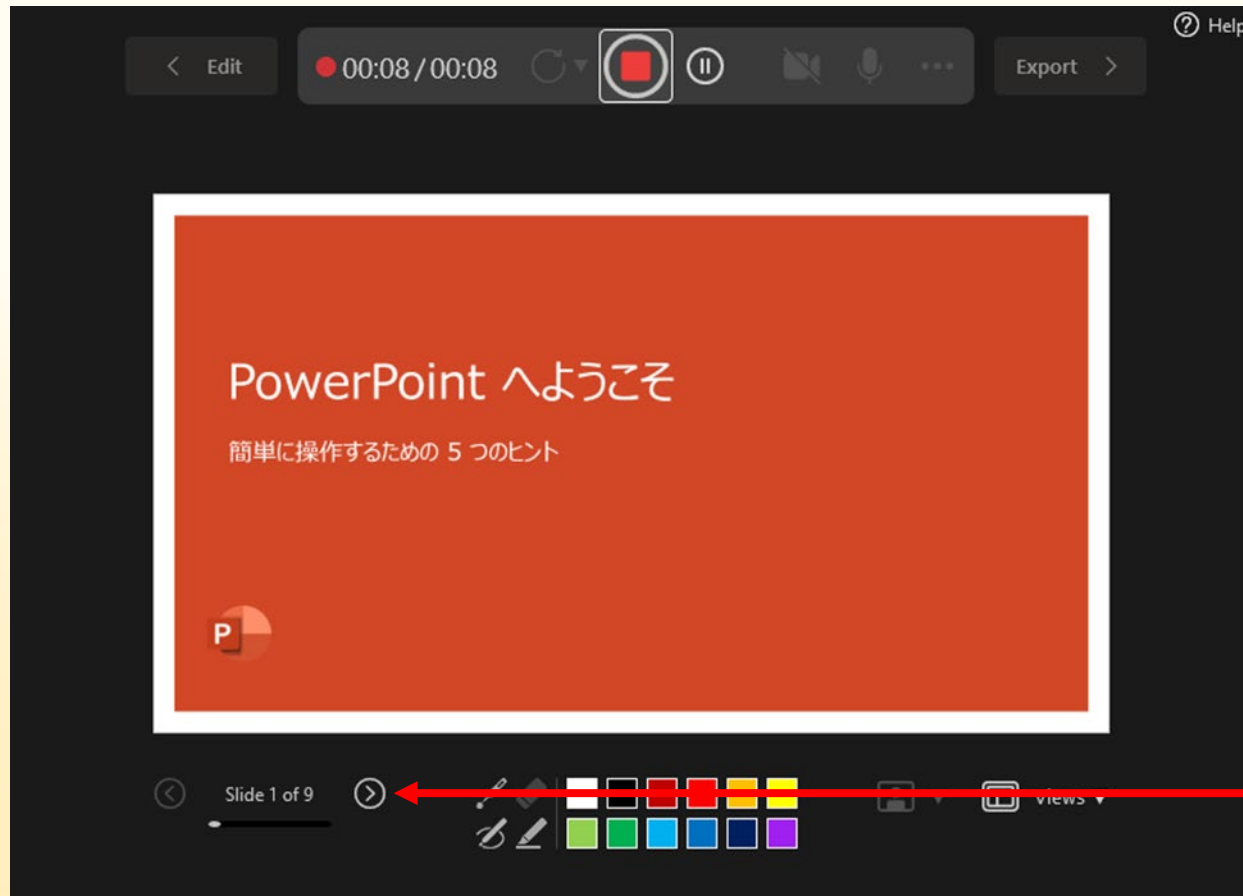 Help
Edit
00:08 / 00:08
Export
PowerPoint へようこそ
簡単に操作するための 5 つのヒント
P
Slide 1 of 9
Views